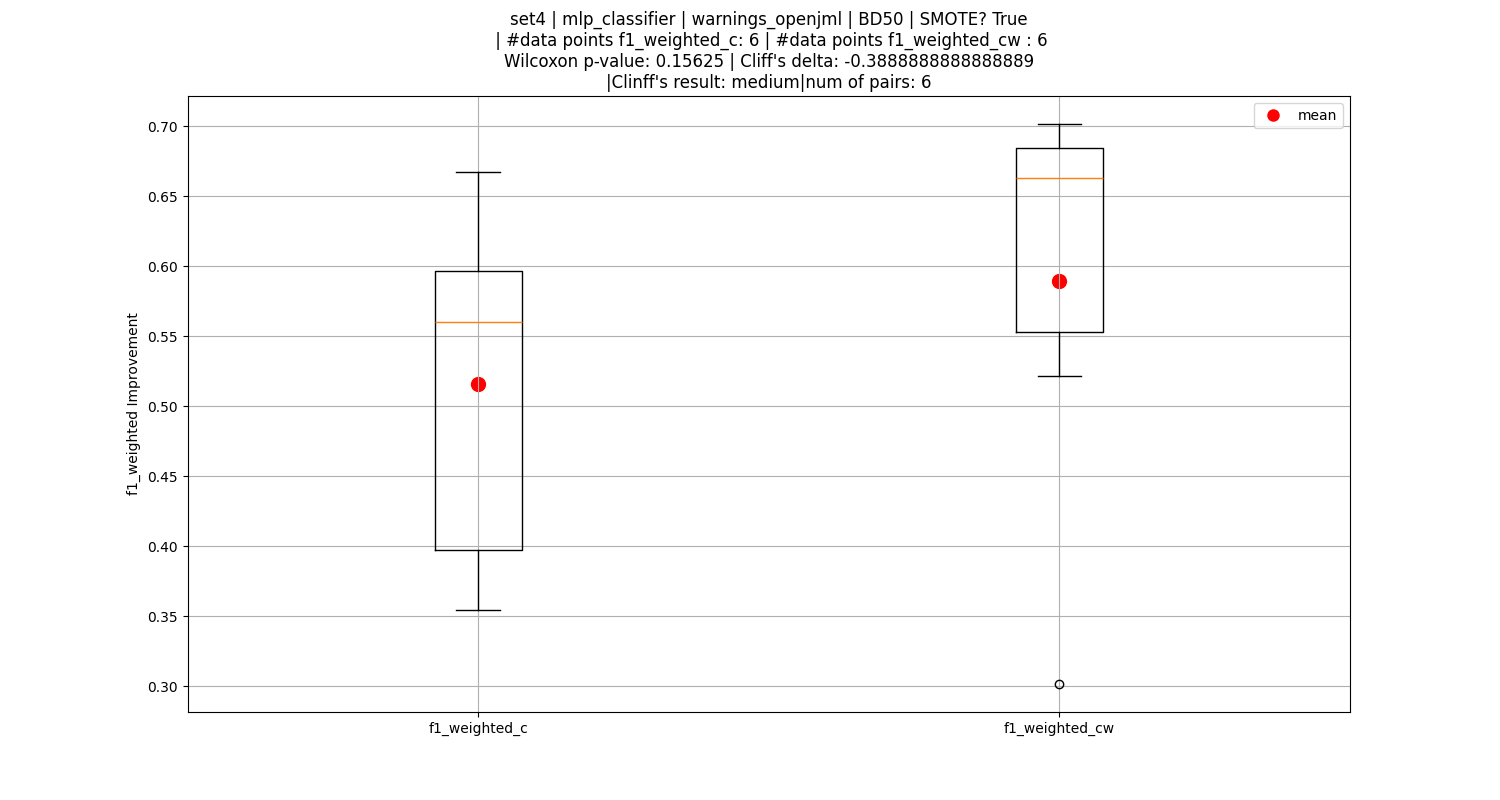 set4 | mlp_classifier | warnings_openjml | BD50 | SMOTE? True
| #data points f1_weighted_c: 6 | #data points f1_weighted_cw : 6
Wilcoxon p-value: 0.15625 | Cliff's delta: -0.3888888888888889
|Clinff's result: medium|num of pairs: 6
mean
0.70
0.65
0.60
0.55
0.50
0.45
0.40
0.35
0.30
f1_weighted Improvement
f1_weighted_c
f1_weighted_cw